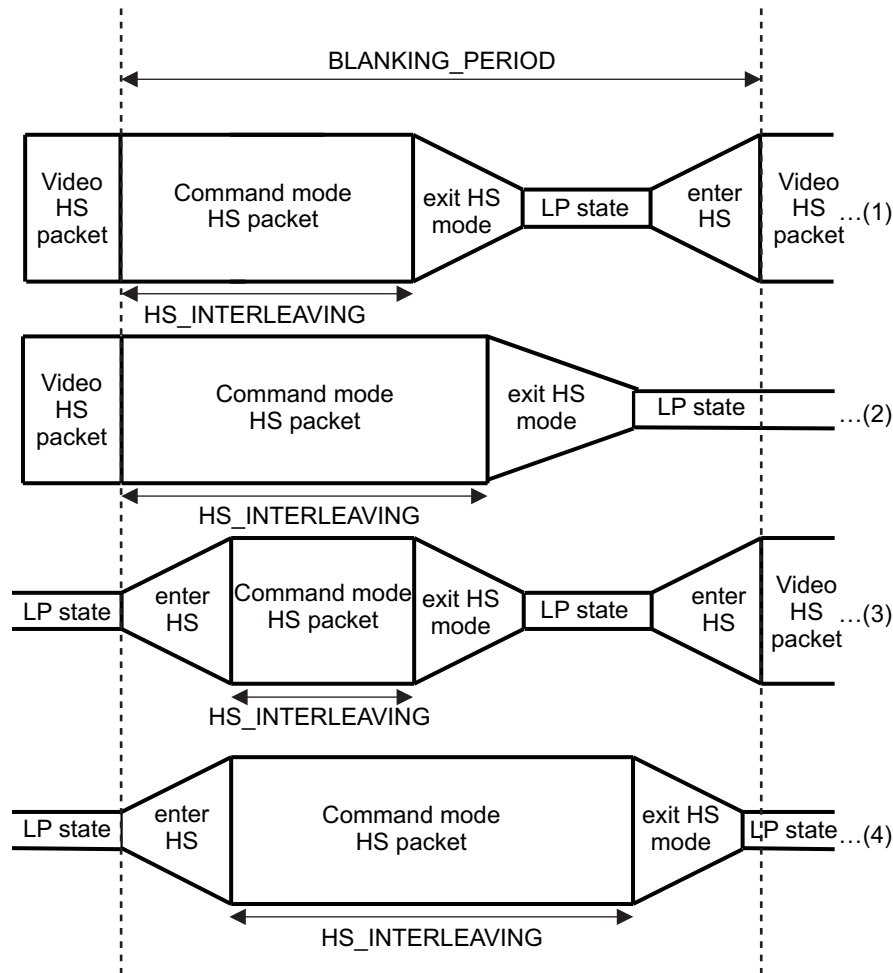 BLANKING_PERIOD
Video
HS
packet
Command mode
HS packet
exit HS
mode
LP state
enter
HS
Video
HS
packet
…(1)
HS_INTERLEAVING
Video
HS
packet
Command mode
HS packet
exit HS
mode
LP state
…(2)
HS_INTERLEAVING
LP state
enter
HS
Command mode
HS packet
exit HS
mode
LP state
enter
HS
Video
HS
packet
…(3)
HS_INTERLEAVING
LP state
enter
HS
Command mode
HS packet
exit HS
mode
LP state
…(4)
HS_INTERLEAVING